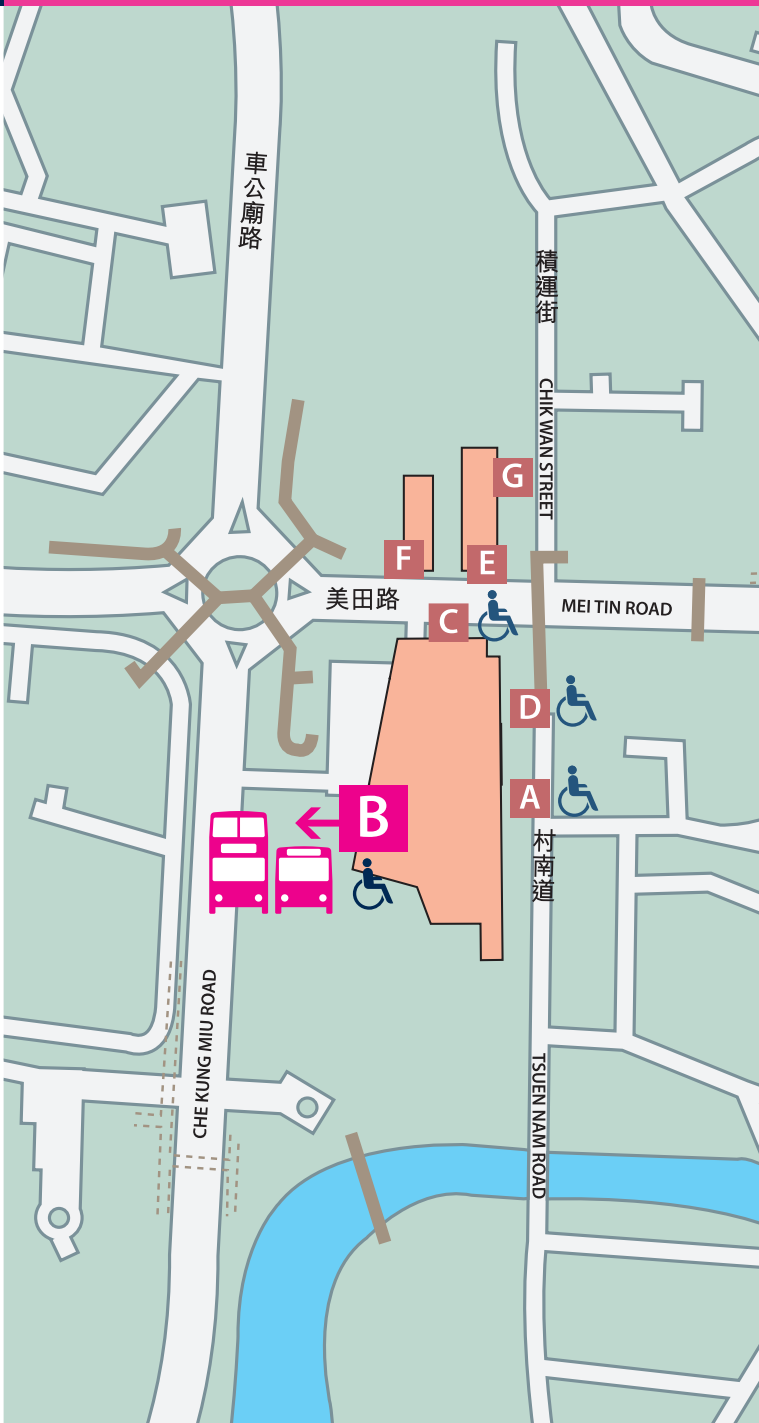 車公廟路
積運街
CHIK WAN STREET
G
F
E
美田路
MEI TIN ROAD
C
D
A
B
村南道
CHE KUNG MIU ROAD
TSUEN NAM ROAD